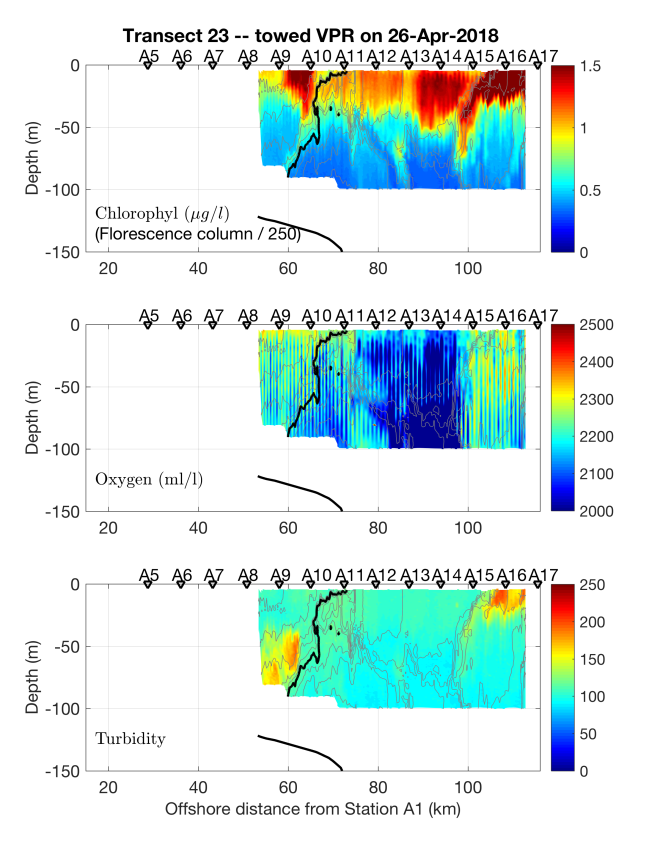 Transect 23 -- towed VPR on 26-Apr-2018
A5 A6 A7 A8 A9 A10 A11 A12 A13 A14 A15 A16 A17
0
-50
-100
-150
Depth (m)
Chlorophyl (μg/l)
(Florescence column / 250)
20 40 60 80 100
1.5
1
0.5
0
A5 A6 A7 A8 A9 A10 A11 A12 A13 A14 A15 A16 A17
0
-50
-100
-150
Depth (m)
Oxygen (ml/l)
20 40 60 80 100
2500
2400
2300
2200
2100
2000
A5 A6 A7 A8 A9 A10 A11 A12 A13 A14 A15 A16 A17
0
-50
-100
-150
Depth (m)
Turbidity
20 40 60 80 100
250
200
150
100
50
0
Offshore distance from Station A1 (km)